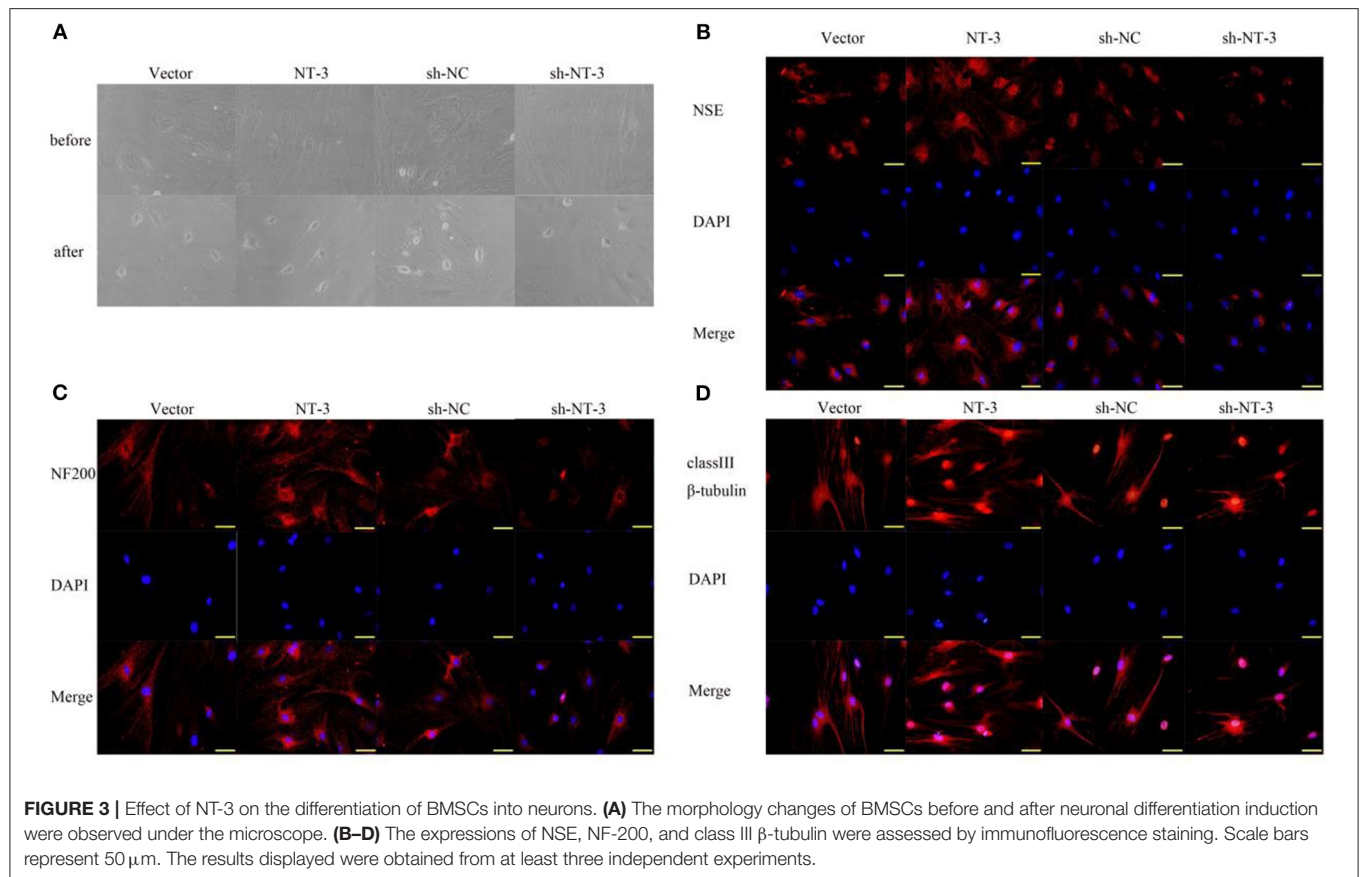 A
Vector NT-3 sh-NC sh-NT-3
before
after
B
Vector NT-3 sh-NC sh-NT-3
NSE
DAPI
Merge
C
Vector NT-3 sh-NC sh-NT-3
NF200
DAPI
Merge
D
Vector NT-3 sh-NC sh-NT-3
classIII
β-tubulin
DAPI
Merge
FIGURE 3 | Effect of NT-3 on the differentiation of BMSCs into neurons. (A) The morphology changes of BMSCs before and after neuronal differentiation induction
were observed under the microscope. (B–D) The expressions of NSE, NF-200, and class III β-tubulin were assessed by immunofluorescence staining. Scale bars
represent 50 μm. The results displayed were obtained from at least three independent experiments.